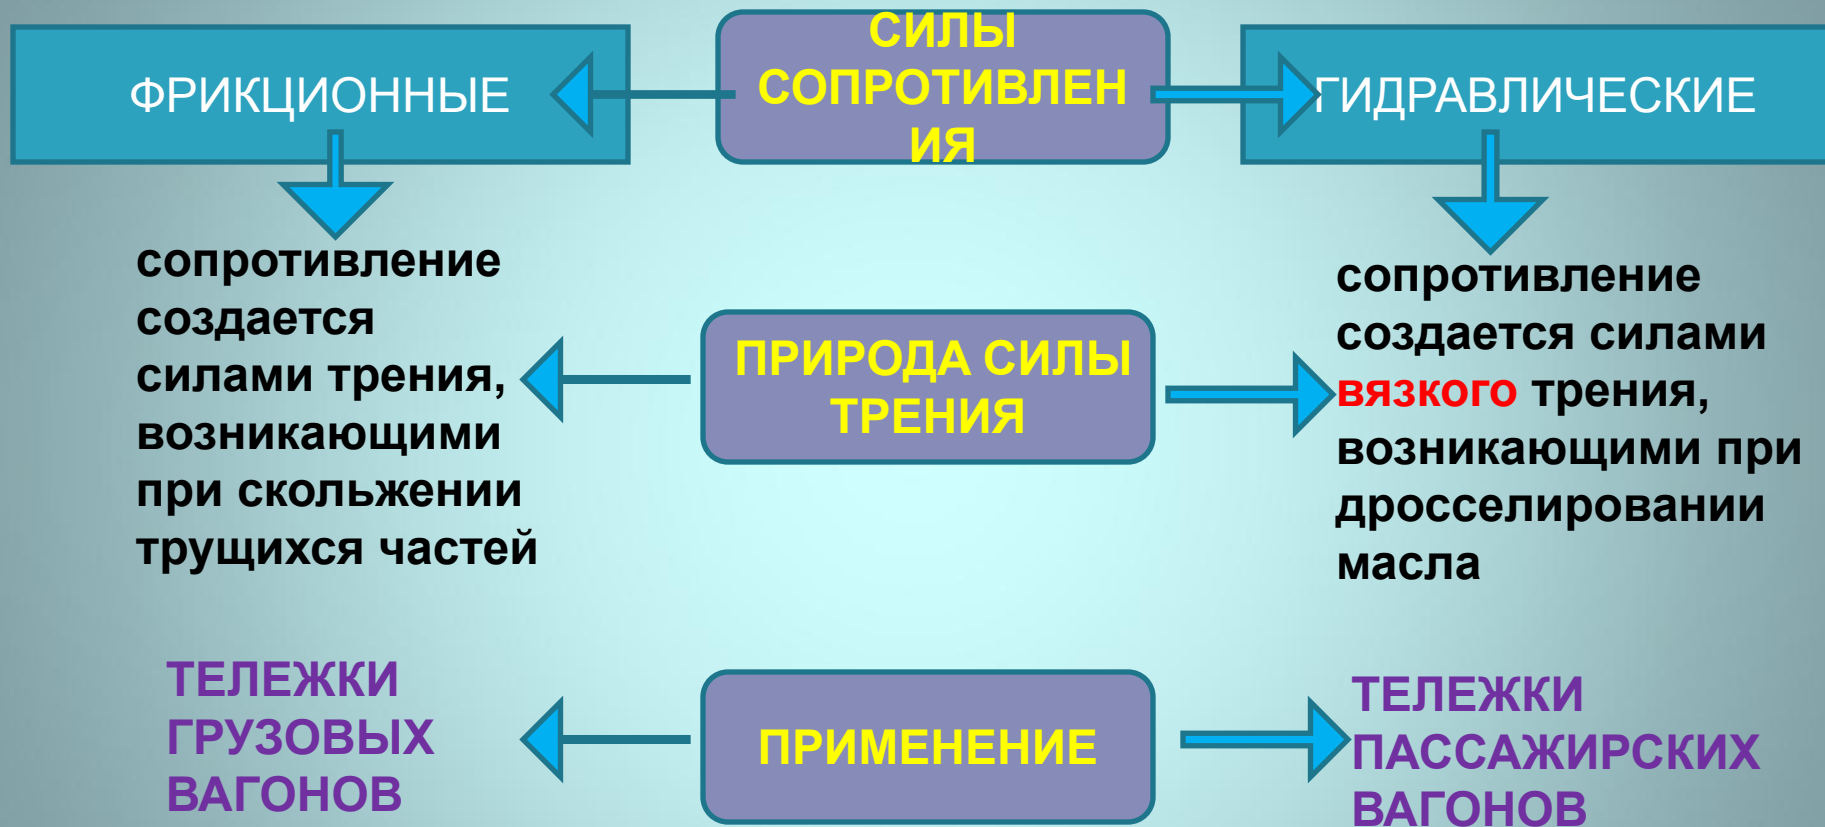 СИЛЫ
СОПРОТИВЛЕН
ИЯ
ФРИКЦИОННЫЕ
ГИДРАВЛИЧЕСКИЕ
сопротивление
создается
силами трения,
возникающими
при скольжении
трущихся частей
ПРИРОДА СИЛЫ
ТРЕНИЯ
сопротивление
создается силами
вязкого трения,
возникающими при
дросселировании
масла
ТЕЛЕЖКИ
ГРУЗОВЫХ
ВАГОНОВ
ПРИМЕНЕНИЕ
ТЕЛЕЖКИ
ПАССАЖИРСКИХ
ВАГОНОВ